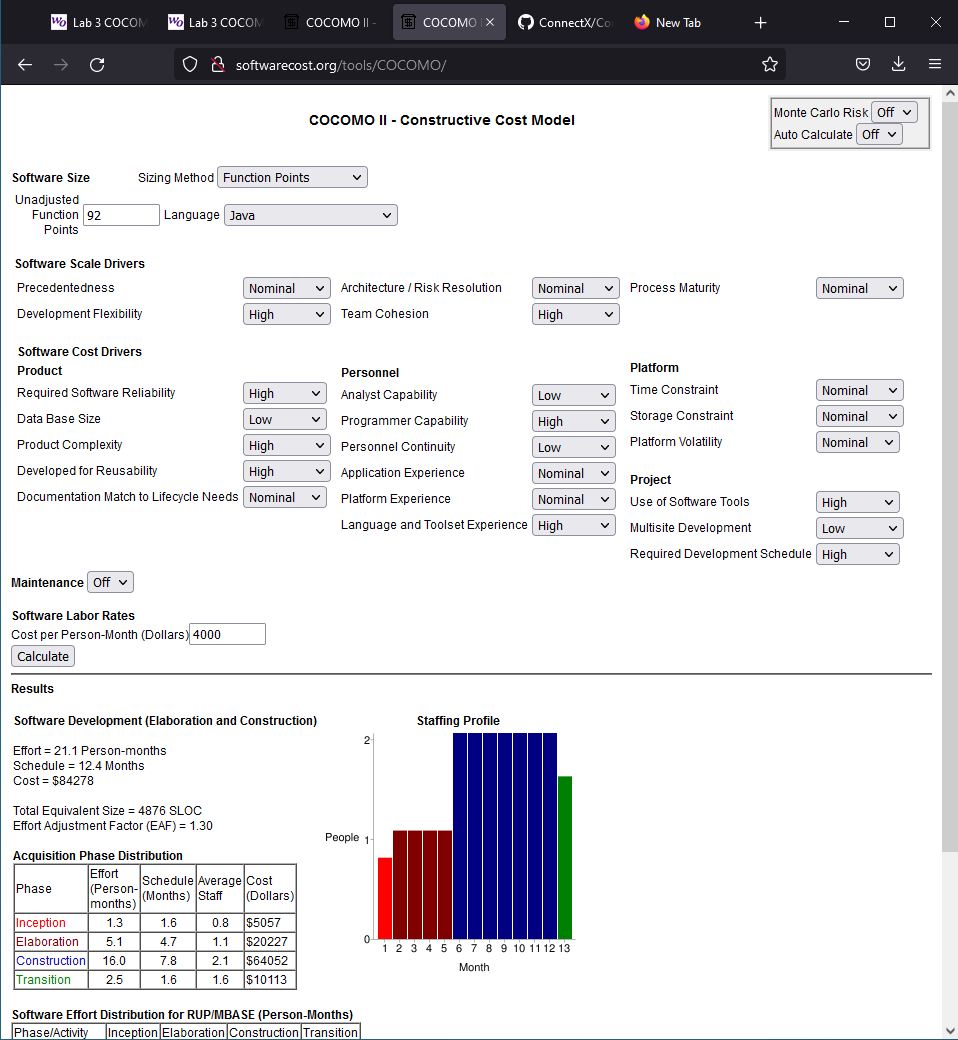 Lab 3 COCOM
Lab 3 COCOM
COCOMO II -
COCOMO
ConnectX/Co
New Tab
softwarecost.org/tools/COCOMO/
COCOMO II - Constructive Cost Model
Monte Carlo Risk Off
Auto Calculate Off
Software Size Sizing Method Function Points
Unadjusted
Function
Points
92 Language Java
Software Scale Drivers
Precedentedness Nominal Architecture / Risk Resolution Nominal Process Maturity Nominal
Development Flexibility High Team Cohesion High
Software Cost Drivers
Product
Required Software Reliability High
Data Base Size Low
Product Complexity High
Developed for Reusability High
Documentation Match to Lifecycle Needs Nominal
Personnel
Analyst Capability Low
Programmer Capability High
Personnel Continuity Low
Application Experience Nominal
Platform Experience Nominal
Language and Toolset Experience High
Platform
Time Constraint Nominal
Storage Constraint Nominal
Platform Volatility Nominal
Project
Use of Software Tools High
Multisite Development Low
Required Development Schedule High
Maintenance Off
Software Labor Rates
Cost per Person-Month (Dollars) 4000
Calculate
Results
Software Development (Elaboration and Construction)
Effort = 21.1 Person-months
Schedule = 12.4 Months
Cost = $84278
Total Equivalent Size = 4876 SLOC
Effort Adjustment Factor (EAF) = 1.30
Acquisition Phase Distribution
Phase Effort (Person-months) Schedule (Months) Average Staff Cost (Dollars)
Inception 1.3 1.6 0.8 $5057
Elaboration 5.1 4.7 1.1 $20227
Construction 16.0 7.8 2.1 $64052
Transition 2.5 1.6 1.6 $10113
Staffing Profile
2
People 1
0
1 2 3 4 5 6 7 8 9 10 11 12 13
Month
Software Effort Distribution for RUP/MBASE (Person-Months)
Phase/Activity Inception Elaboration Construction Transition